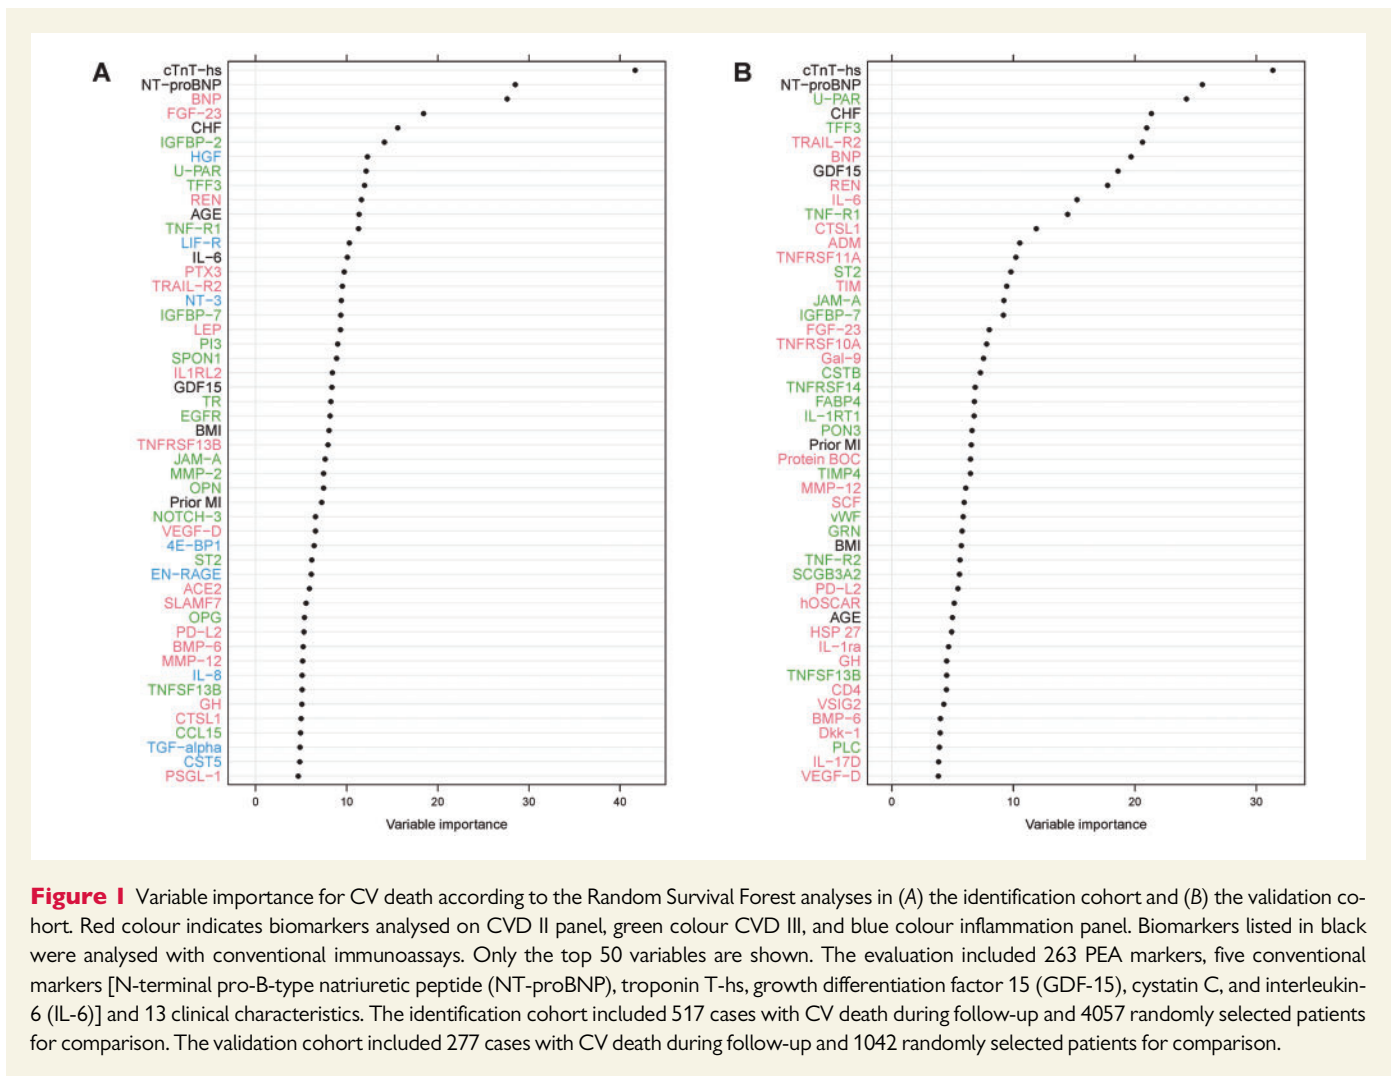 A
cTnT-hs
NT-proBNP
BNP
FGF-23
CHF
IGFBP-2
HGF
U-PAR
TFF3
REN
AGE
TNF-R1
LIF-R
IL-6
PTX3
TRAIL-R2
NT-3
IGFBP-7
LEP
PI3
SPON1
IL1RL2
GDF15
TR
EGFR
BMI
TNFRSF13B
JAM-A
MMP-2
OPN
Prior MI
NOTCH-3
VEGF-D
4E-BP1
ST2
EN-RAGE
ACE2
SLAMF7
OPG
PD-L2
BMP-6
MMP-12
IL-8
TNFSF13B
GH
CTSL1
CCL15
TGF-alpha
CST5
PSGL-1
0 10 20 30 40
Variable importance
B
cTnT-hs
NT-proBNP
U-PAR
CHF
TFF3
TRAIL-R2
BNP
GDF15
REN
IL-6
TNF-R1
CTSL1
ADM
TNFRSF11A
ST2
TIM
JAM-A
IGFBP-7
FGF-23
TNFRSF10A
Gal-9
CSTB
TNFRSF14
FABP4
IL-1RT1
PON3
Prior MI
Protein BOC
TIMP4
MMP-12
SCF
vWF
GRN
BMI
TNF-R2
SCGB3A2
PD-L2
hOSCAR
AGE
HSP 27
IL-1ra
GH
TNFSF13B
CD4
VSIG2
BMP-6
Dkk-1
PLC
IL-17D
VEGF-D
0 10 20 30
Variable importance
Figure 1 Variable importance for CV death according to the Random Survival Forest analyses in (A) the identification cohort and (B) the validation co-
hort. Red colour indicates biomarkers analysed on CVD II panel, green colour CVD III, and blue colour inflammation panel. Biomarkers listed in black
were analysed with conventional immunoassays. Only the top 50 variables are shown. The evaluation included 263 PEA markers, five conventional
markers [N-terminal pro-B-type natriuretic peptide (NT-proBNP), troponin T-hs, growth differentiation factor 15 (GDF-15), cystatin C, and interleukin-
6 (IL-6)] and 13 clinical characteristics. The identification cohort included 517 cases with CV death during follow-up and 4057 randomly selected patients
for comparison. The validation cohort included 277 cases with CV death during follow-up and 1042 randomly selected patients for comparison.